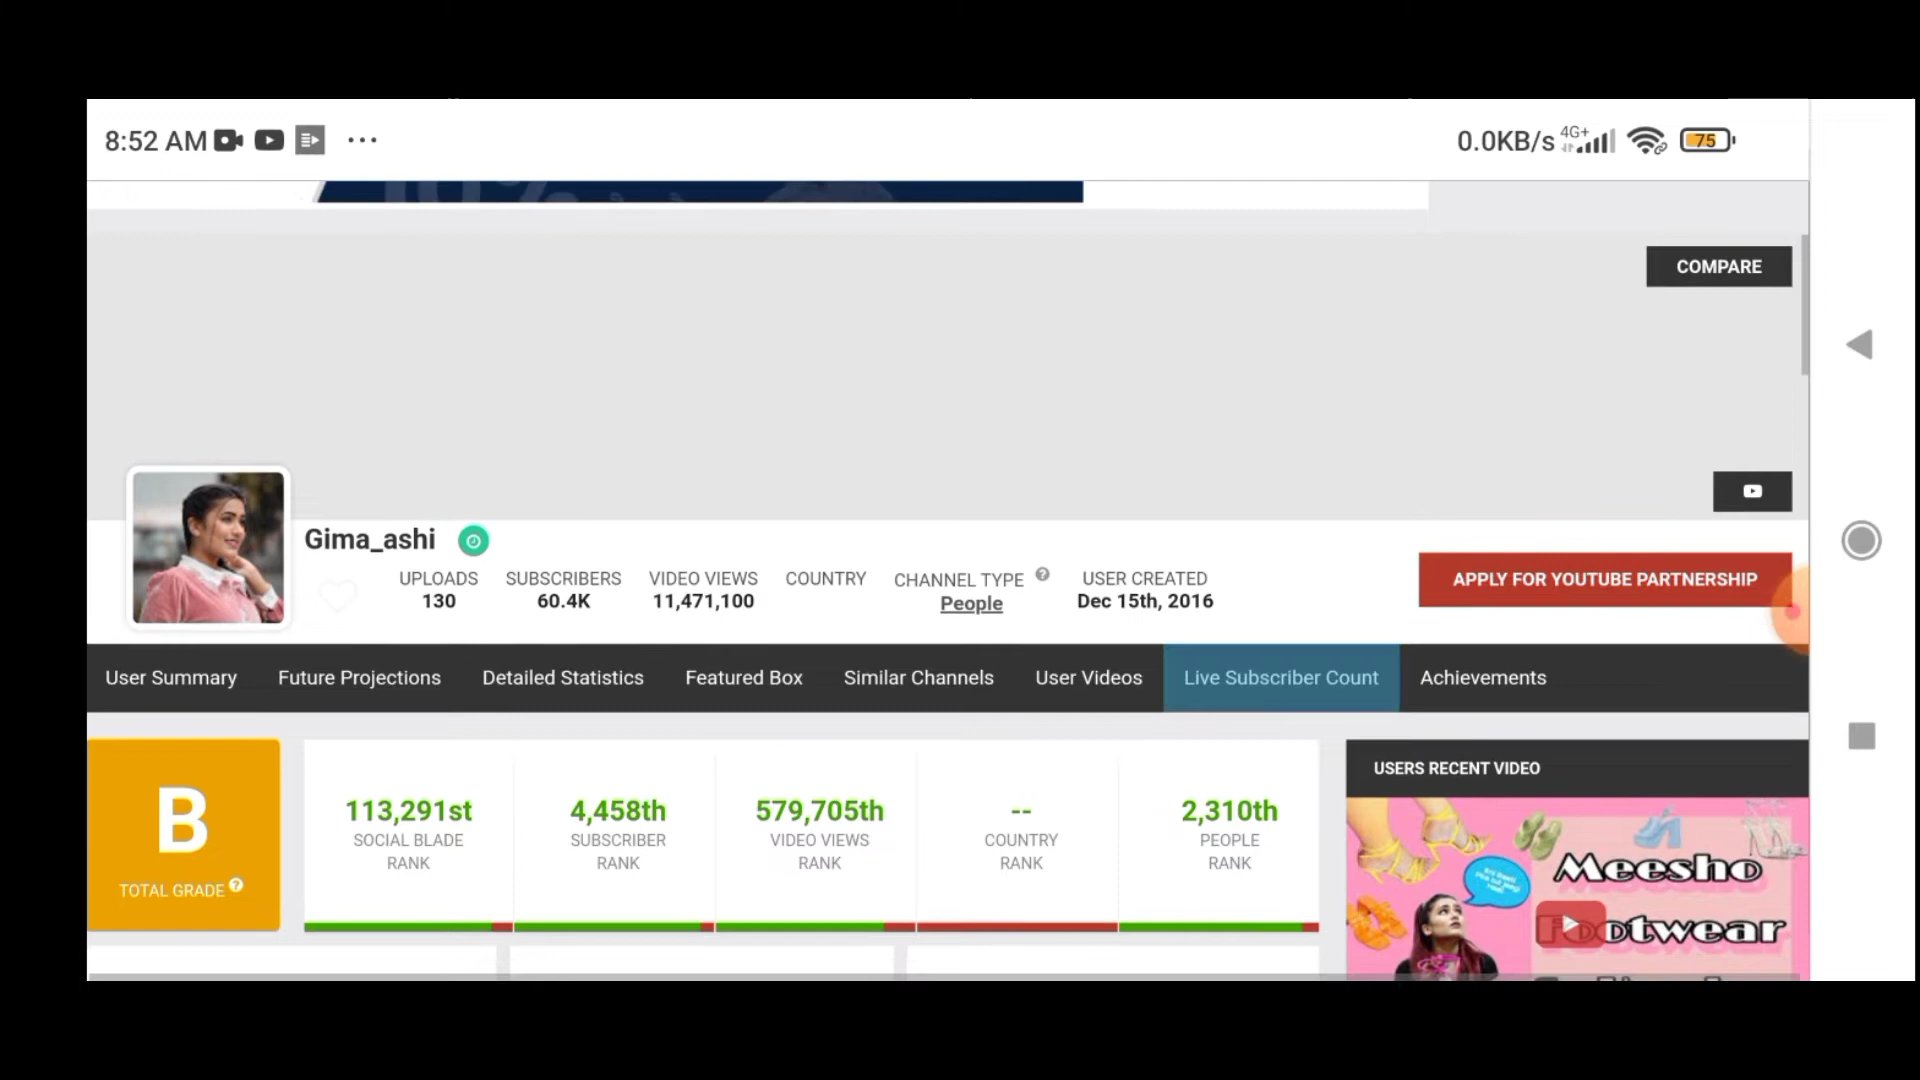 8:52 AM
0.0KB/s 4G+ 75
10%
COMPARE
Gima_ashi
UPLOADS
130
SUBSCRIBERS
60.4K
VIDEO VIEWS
11,471,100
COUNTRY
CHANNEL TYPE
People
USER CREATED
Dec 15th, 2016
APPLY FOR YOUTUBE PARTNERSHIP
User Summary Future Projections Detailed Statistics Featured Box Similar Channels User Videos Live Subscriber Count Achievements
B
TOTAL GRADE
113,291st
SOCIAL BLADE
RANK
4,458th
SUBSCRIBER
RANK
579,705th
VIDEO VIEWS
RANK
--
COUNTRY
RANK
2,310th
PEOPLE
RANK
USERS RECENT VIDEO
Meesho
Footwear